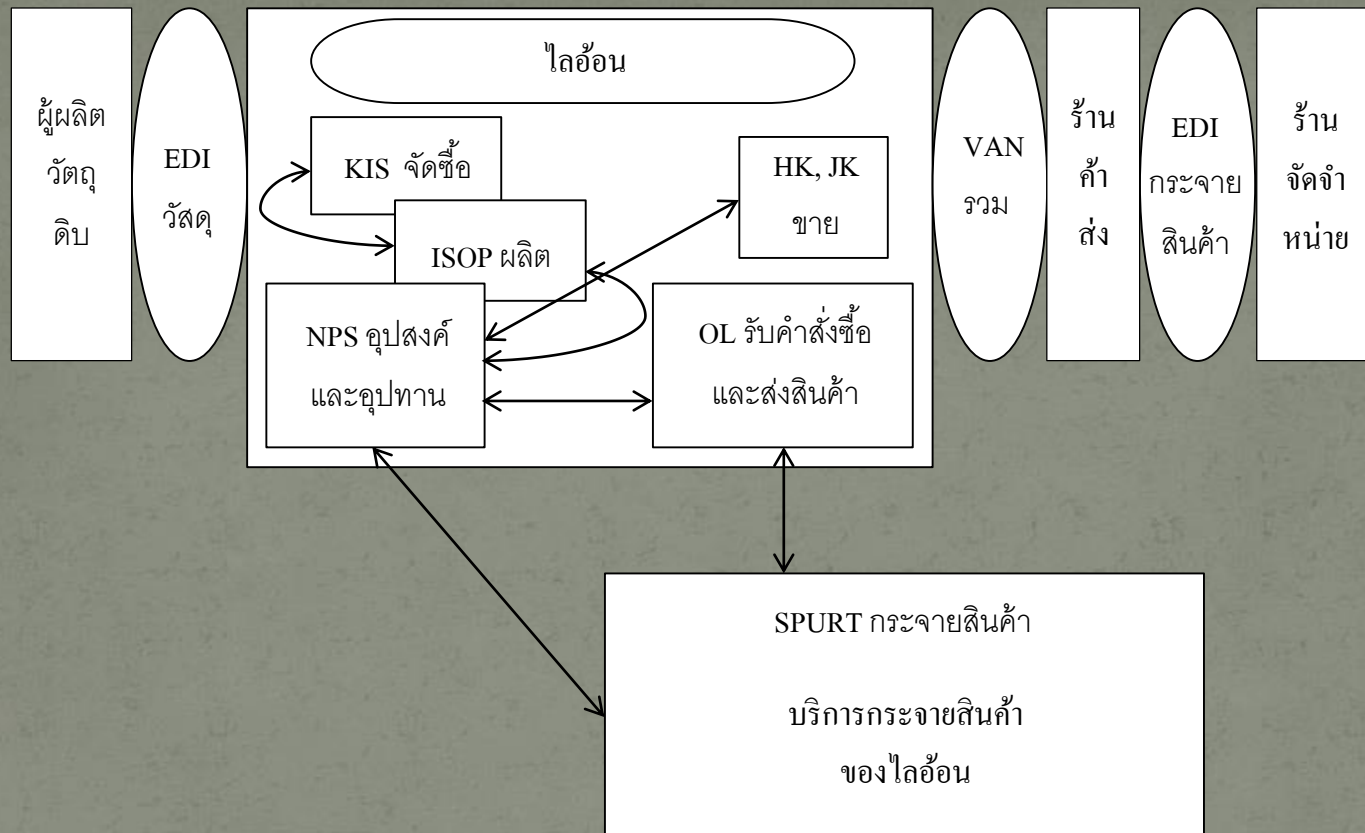 ผู้ผลิต
วัตถุ
ดิบ
EDI
วัสดุ
ไลอ้อน
KIS จัดซื้อ
ISOP ผลิต
NPS อุปสงค์
และอุปทาน
HK, JK
ขาย
OL รับคำสั่งซื้อ
และส่งสินค้า
VAN
รวม
ร้าน
ค้า
ส่ง
EDI
กระจาย
สินค้า
ร้าน
จัดจำ
หน่าย
SPURT กระจายสินค้า
บริการกระจายสินค้า
ของไลอ้อน